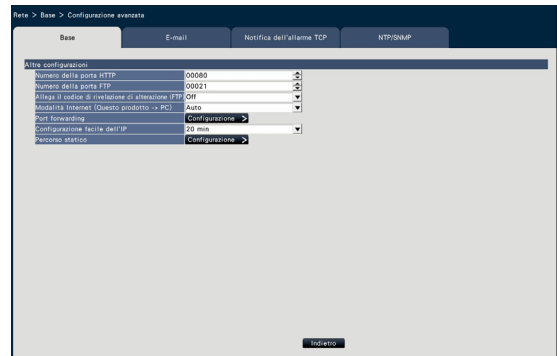 Rete > Base > Configurazione avanzata
Base E-mail Notifica dell'allarme TCP NTP/SNMP
Altre configurazioni
Numero della porta HTTP 00080
Numero della porta FTP 00021
Allega il codice di rivelazione di alterazione (FTP Off
Modalità Internet (Questo prodotto -> PC) Auto
Port forwarding Configurazione >
Configurazione facile dell'IP 20 min
Percorso statico Configurazione >
Indietro